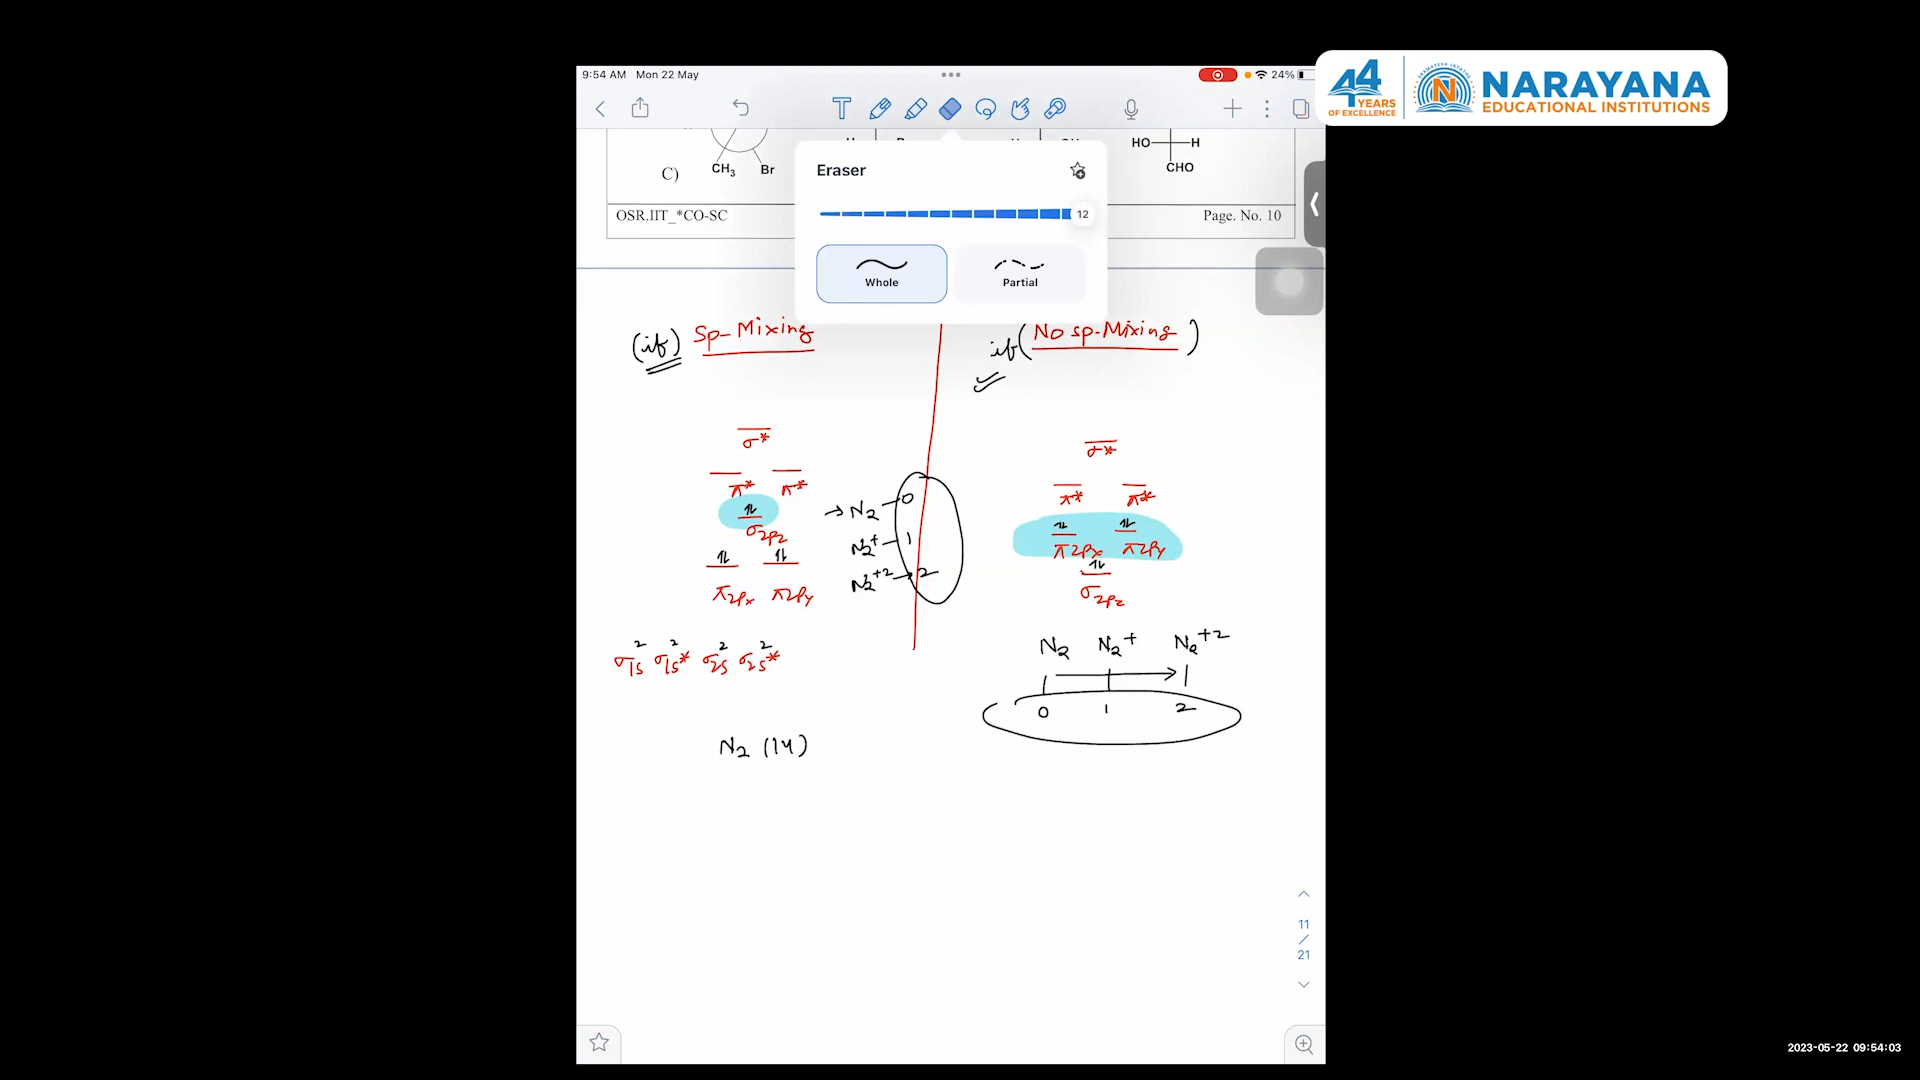 9:54 AM Mon 22 May
24%
44 YEARS OF EXCELLENCE
NARAYANA
EDUCATIONAL INSTITUTIONS
C) CH3 Br
HO H
CHO
Eraser
12
Whole Partial
OSR.IIT_*CO-SC Page. No. 10
(if) Sp-Mixing
if (No sp-Mixing)
σ*
π* π*
σ2pz
π2px π2py
N2 - 0
N2+ - 1
N2+2 → 2
σ*
π* π*
π2px π2py
σ2pz
σ1s² σ1s*² σ2s² σ2s*²
N2 N2+ N2+2
0 1 2
N2 (14)
11
/
21
2023-05-22 09:54:03